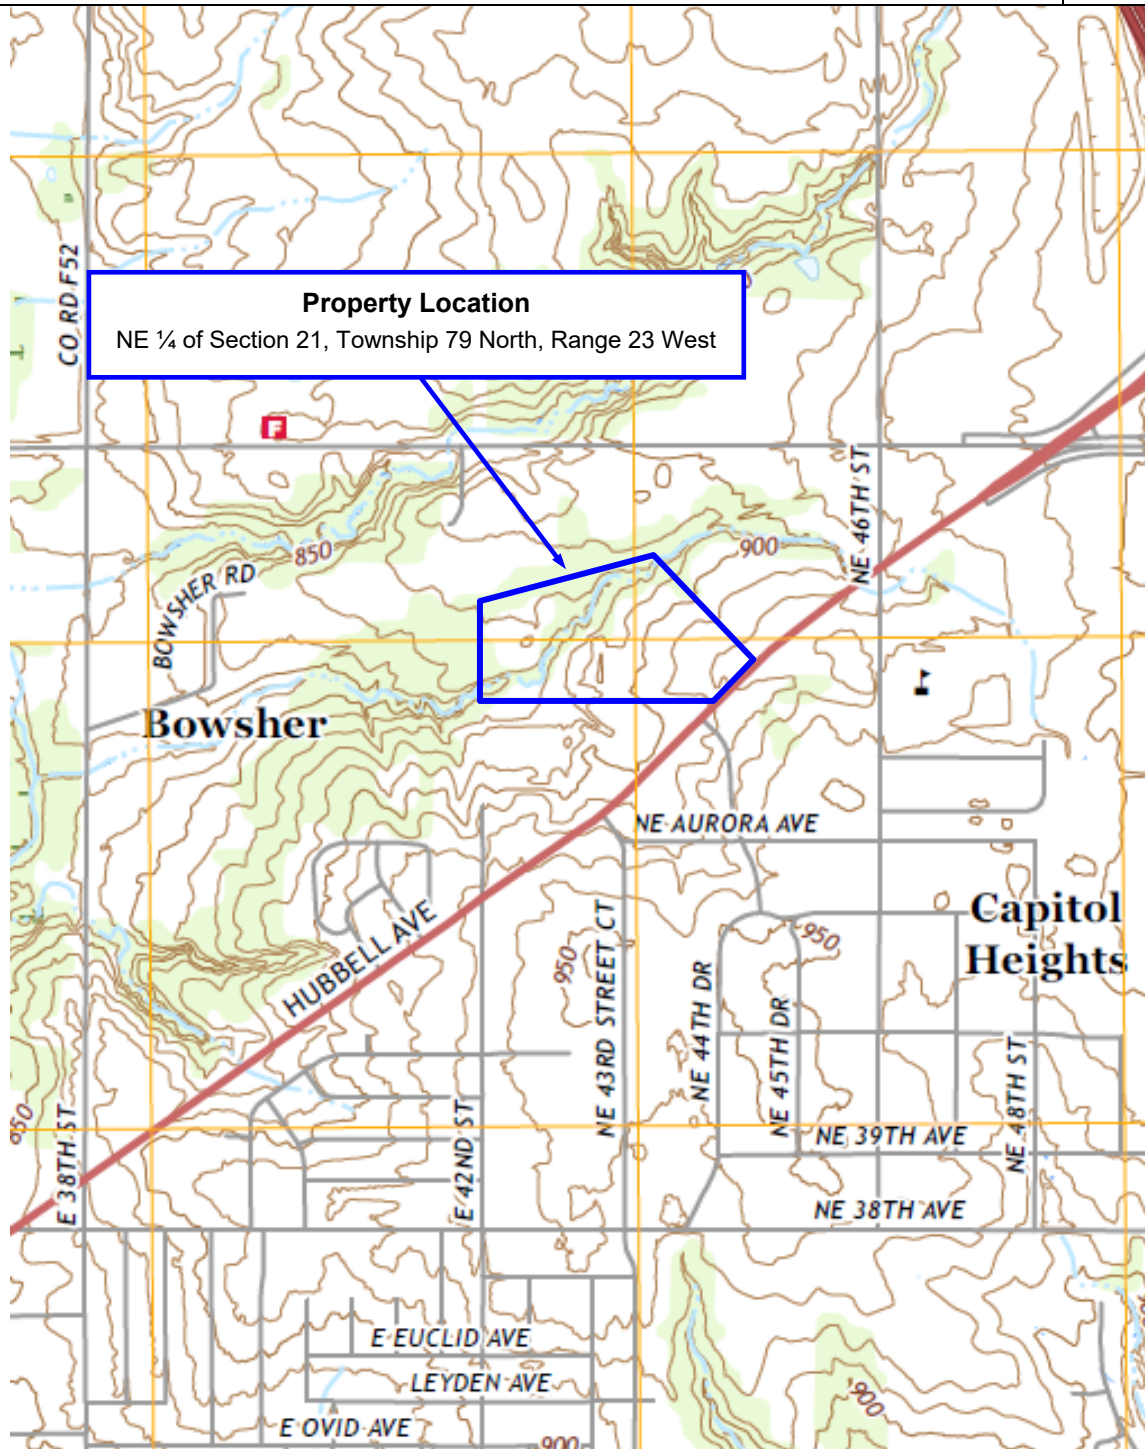 CO RD F52
Property Location
NE ¼ of Section 21, Township 79 North, Range 23 West
F
NE 46TH ST
850
900
BOWSHER RD
Bowsher
NE AURORA AVE
Capitol
Heights
HUBBELL AVE
950
950
NE 43RD STREET CT
NE 44TH DR
NE 45TH DR
NE 48TH ST
850
E 38TH ST
E 42ND ST
NE 39TH AVE
NE 38TH AVE
E EUCLID AVE
LEYDEN AVE
900
E OVID AVE
900